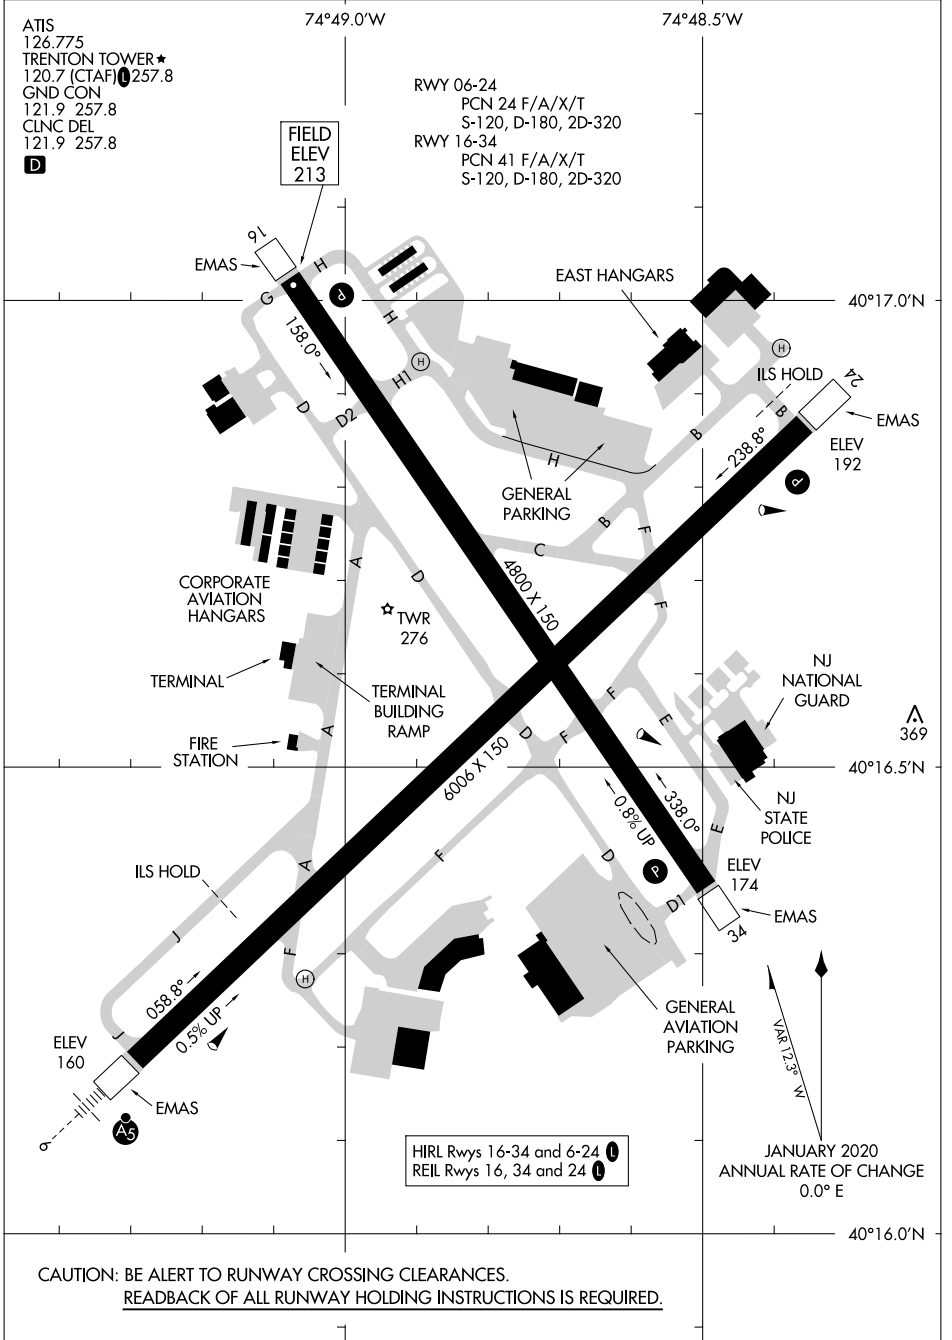 ATIS
126.775
TRENTON TOWER★
120.7 (CTAF) L 257.8
GND CON
121.9 257.8
CLNC DEL
121.9 257.8
D
74°49.0'W
74°48.5'W
RWY 06-24
PCN 24 F/A/X/T
S-120, D-180, 2D-320
RWY 16-34
PCN 41 F/A/X/T
S-120, D-180, 2D-320
FIELD
ELEV
213
16
EMAS
H
G
P
H
EAST HANGARS
40°17.0'N
158.0°
H
H1
H
ILS HOLD
24
B
EMAS
D
D2
B
238.8°
ELEV
192
H
P
GENERAL
PARKING
B
F
C
A
D
4800 X 150
F
CORPORATE
AVIATION
HANGARS
TWR
276
TERMINAL
TERMINAL
BUILDING
RAMP
NJ
NATIONAL
GUARD
F
E
369
FIRE
STATION
A
D
F
6006 X 150
40°16.5'N
338.0°
0.8% UP
NJ
STATE
POLICE
E
F
D
A
ILS HOLD
P
ELEV
174
D1
EMAS
34
J
F
H
058.8°
0.5% UP
GENERAL
AVIATION
PARKING
VAR 12.3° W
J
ELEV
160
EMAS
A5
6
HIRL Rwys 16-34 and 6-24 L
REIL Rwys 16, 34 and 24 L
JANUARY 2020
ANNUAL RATE OF CHANGE
0.0° E
40°16.0'N
CAUTION: BE ALERT TO RUNWAY CROSSING CLEARANCES.
READBACK OF ALL RUNWAY HOLDING INSTRUCTIONS IS REQUIRED.